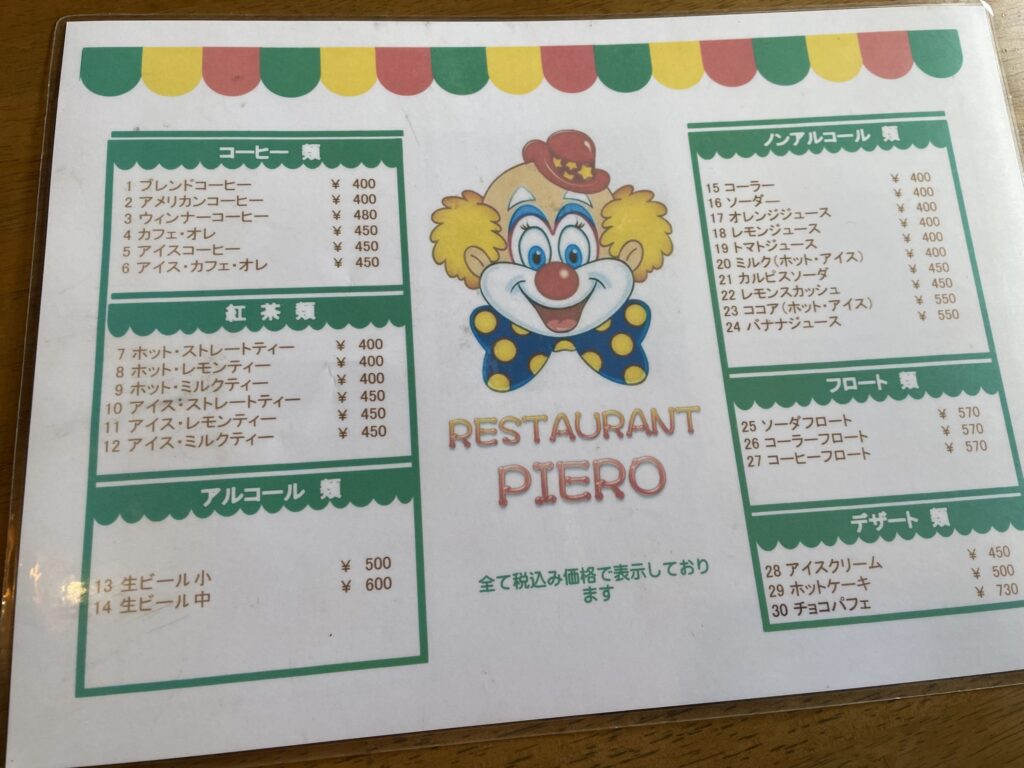 コーヒー 類
1 ブレンドコーヒー ¥ 400
2 アメリカンコーヒー ¥ 400
3 ウィンナーコーヒー ¥ 480
4 カフェ・オレ ¥ 450
5 アイスコーヒー ¥ 450
6 アイス・カフェ・オレ ¥ 450
紅 茶 類
7 ホット・ストレートティー ¥ 400
8 ホット・レモンティー ¥ 400
9 ホット・ミルクティー ¥ 400
10 アイス・ストレートティー ¥ 450
11 アイス・レモンティー ¥ 450
12 アイス・ミルクティー ¥ 450
アルコール 類
13 生ビール小 ¥ 500
14 生ビール中 ¥ 600
RESTAURANT
PIERO
全て税込み価格で表示しており
ます
ノンアルコール 類
15 コーラー ¥ 400
16 ソーダー ¥ 400
17 オレンジジュース ¥ 400
18 レモンジュース ¥ 400
19 トマトジュース ¥ 400
20 ミルク(ホット・アイス) ¥ 400
21 カルピスソーダ ¥ 450
22 レモンスカッシュ ¥ 450
23 ココア(ホット・アイス) ¥ 550
24 バナナジュース ¥ 550
フロート 類
25 ソーダフロート ¥ 570
26 コーラーフロート ¥ 570
27 コーヒーフロート ¥ 570
デザート 類
28 アイスクリーム ¥ 450
29 ホットケーキ ¥ 500
30 チョコパフェ ¥ 730